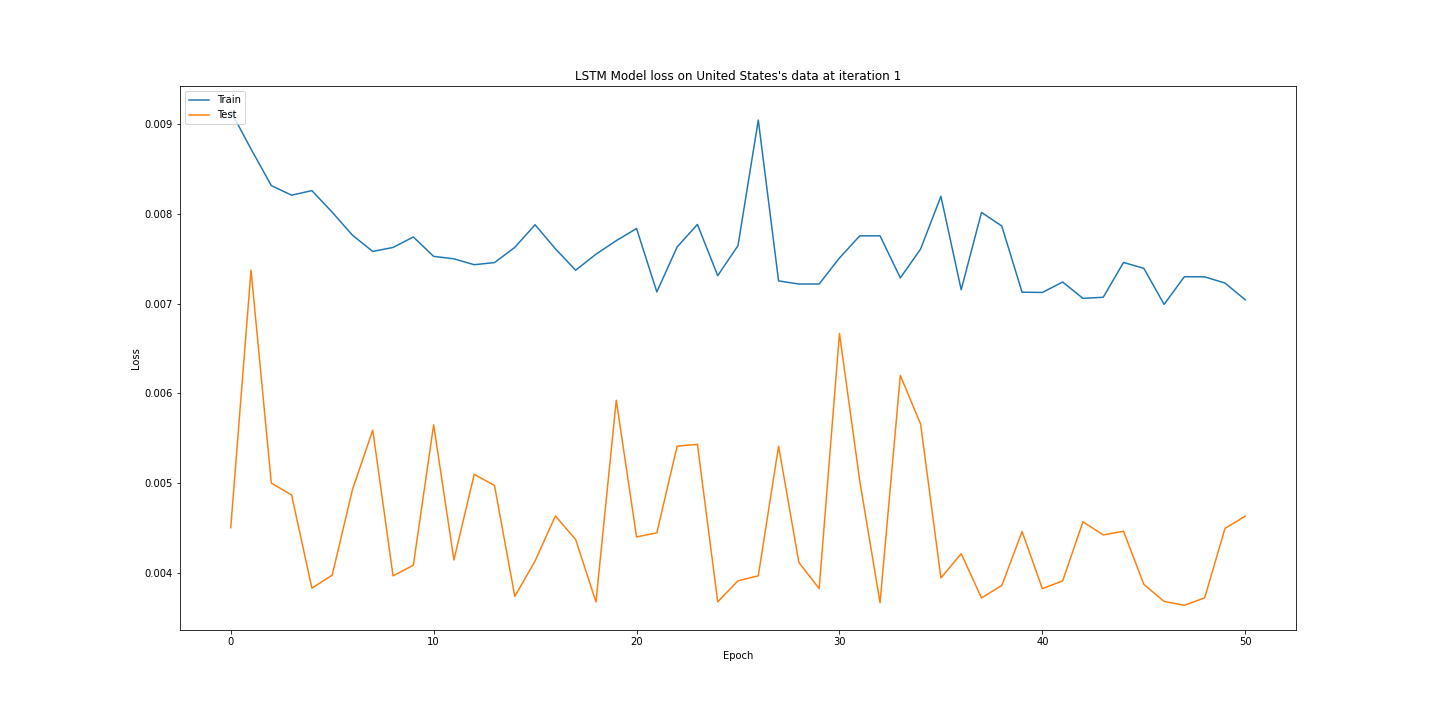 LSTM Model loss on United States's data at iteration 1
Train
Test
0.009
0.008
0.007
0.006
0.005
0.004
Loss
0 10 20 30 40 50
Epoch